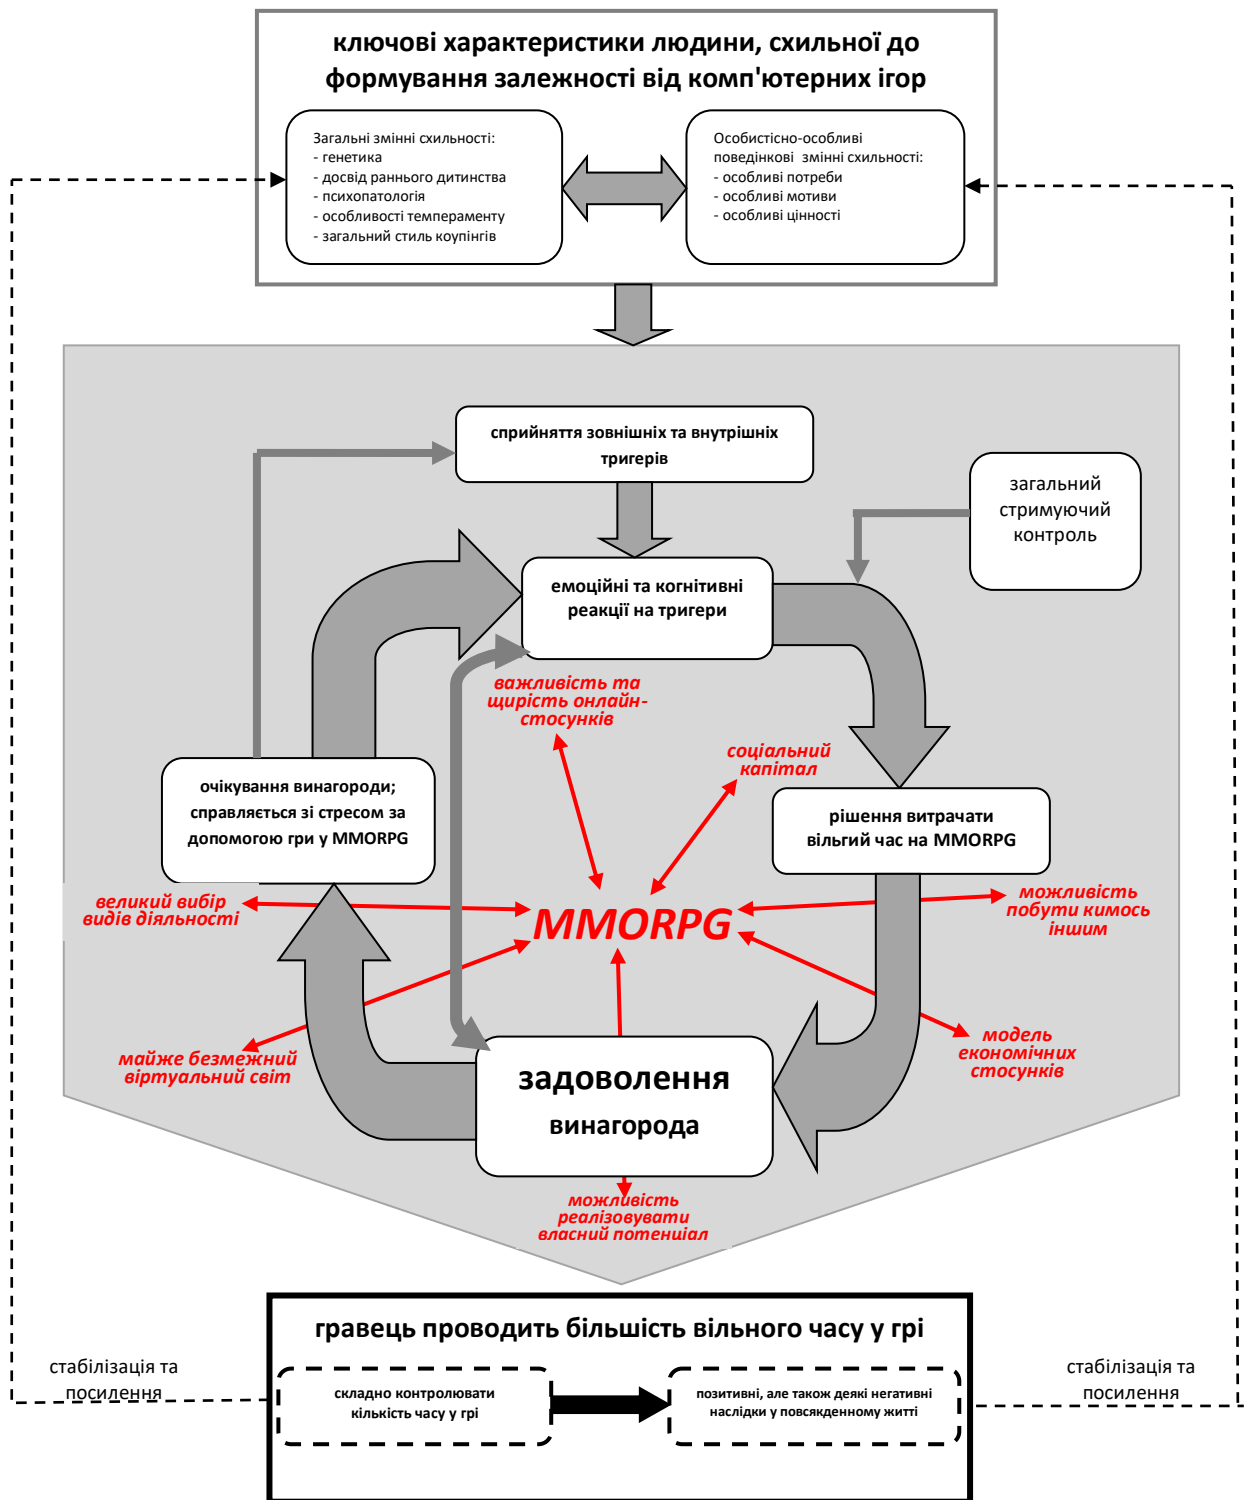 ключові характеристики людини, схильної до
формування залежності від комп'ютерних ігор
Загальні змінні схильності:
- генетика
- досвід раннього дитинства
- психопатологія
- особливості темпераменту
- загальний стиль коупінгів
Особистісно-особливі
поведінкові змінні схильності:
- особливі потреби
- особливі мотиви
- особливі цінності
сприйняття зовнішніх та внутрішніх
тригерів
загальний
стримуючий
контроль
емоційні та когнітивні
реакції на тригери
важливість та
щирість онлайн-
стосунків
соціальний
капітал
очікування винагороди;
справляється зі стресом за
допомогою гри у MMORPG
рішення витрачати
вільгий час на MMORPG
великий вибір
видів діяльності
MMORPG
можливість
побути кимось
іншим
майже безмежний
віртуальний світ
модель
економічних
стосунків
задоволення
винагорода
можливість
реалізовувати
власний потенціал
гравець проводить більшість вільного часу у грі
стабілізація та
посилення
складно контролювати
кількість часу у грі
позитивні, але також деякі негативні
наслідки у повсякденному житті
стабілізація та
посилення